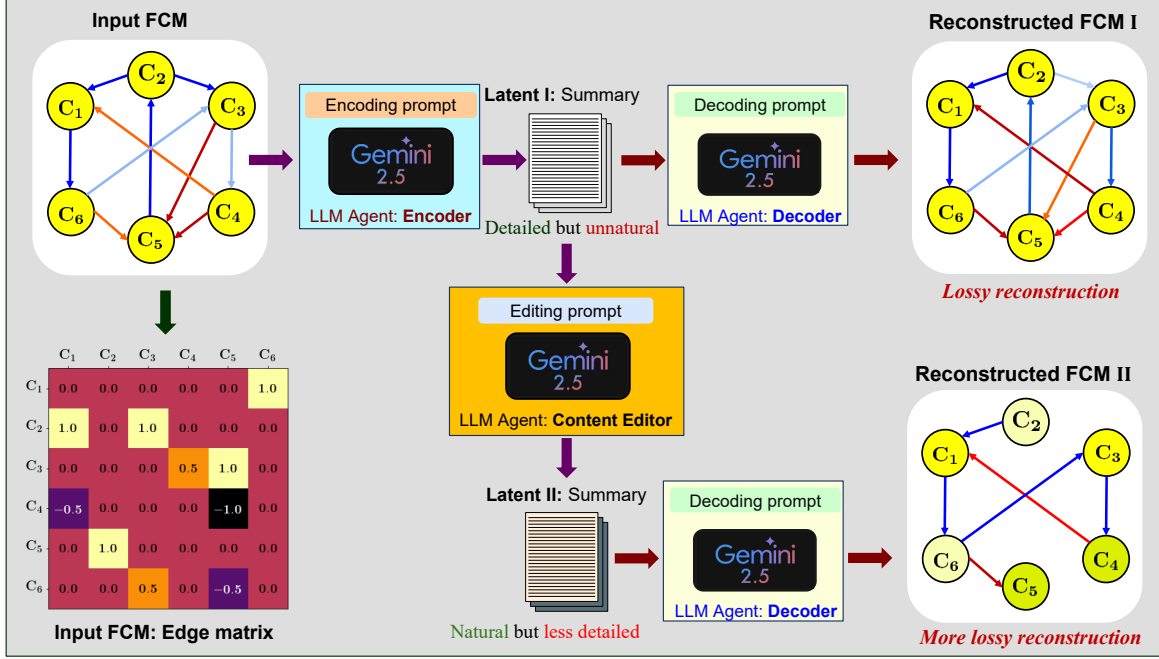 Input FCM
C₂
C₁
C₃
C₆
C₄
C₅
Encoding prompt
Gemini
2.5
LLM Agent: Encoder
Latent I: Summary
Detailed but unnatural
Decoding prompt
Gemini
2.5
LLM Agent: Decoder
Reconstructed FCM I
C₂
C₁
C₃
C₆
C₄
C₅
Lossy reconstruction
Editing prompt
Gemini
2.5
LLM Agent: Content Editor
C₁ C₂ C₃ C₄ C₅ C₆
C₁ 0.0 0.0 0.0 0.0 0.0 1.0
C₂ 1.0 0.0 1.0 0.0 0.0 0.0
C₃ 0.0 0.0 0.0 0.5 1.0 0.0
C₄ −0.5 0.0 0.0 0.0 −1.0 0.0
C₅ 0.0 1.0 0.0 0.0 0.0 0.0
C₆ 0.0 0.0 0.5 0.0 −0.5 0.0
Input FCM: Edge matrix
Latent II: Summary
Natural but less detailed
Decoding prompt
Gemini
2.5
LLM Agent: Decoder
Reconstructed FCM II
C₂
C₁
C₃
C₆
C₄
C₅
More lossy reconstruction